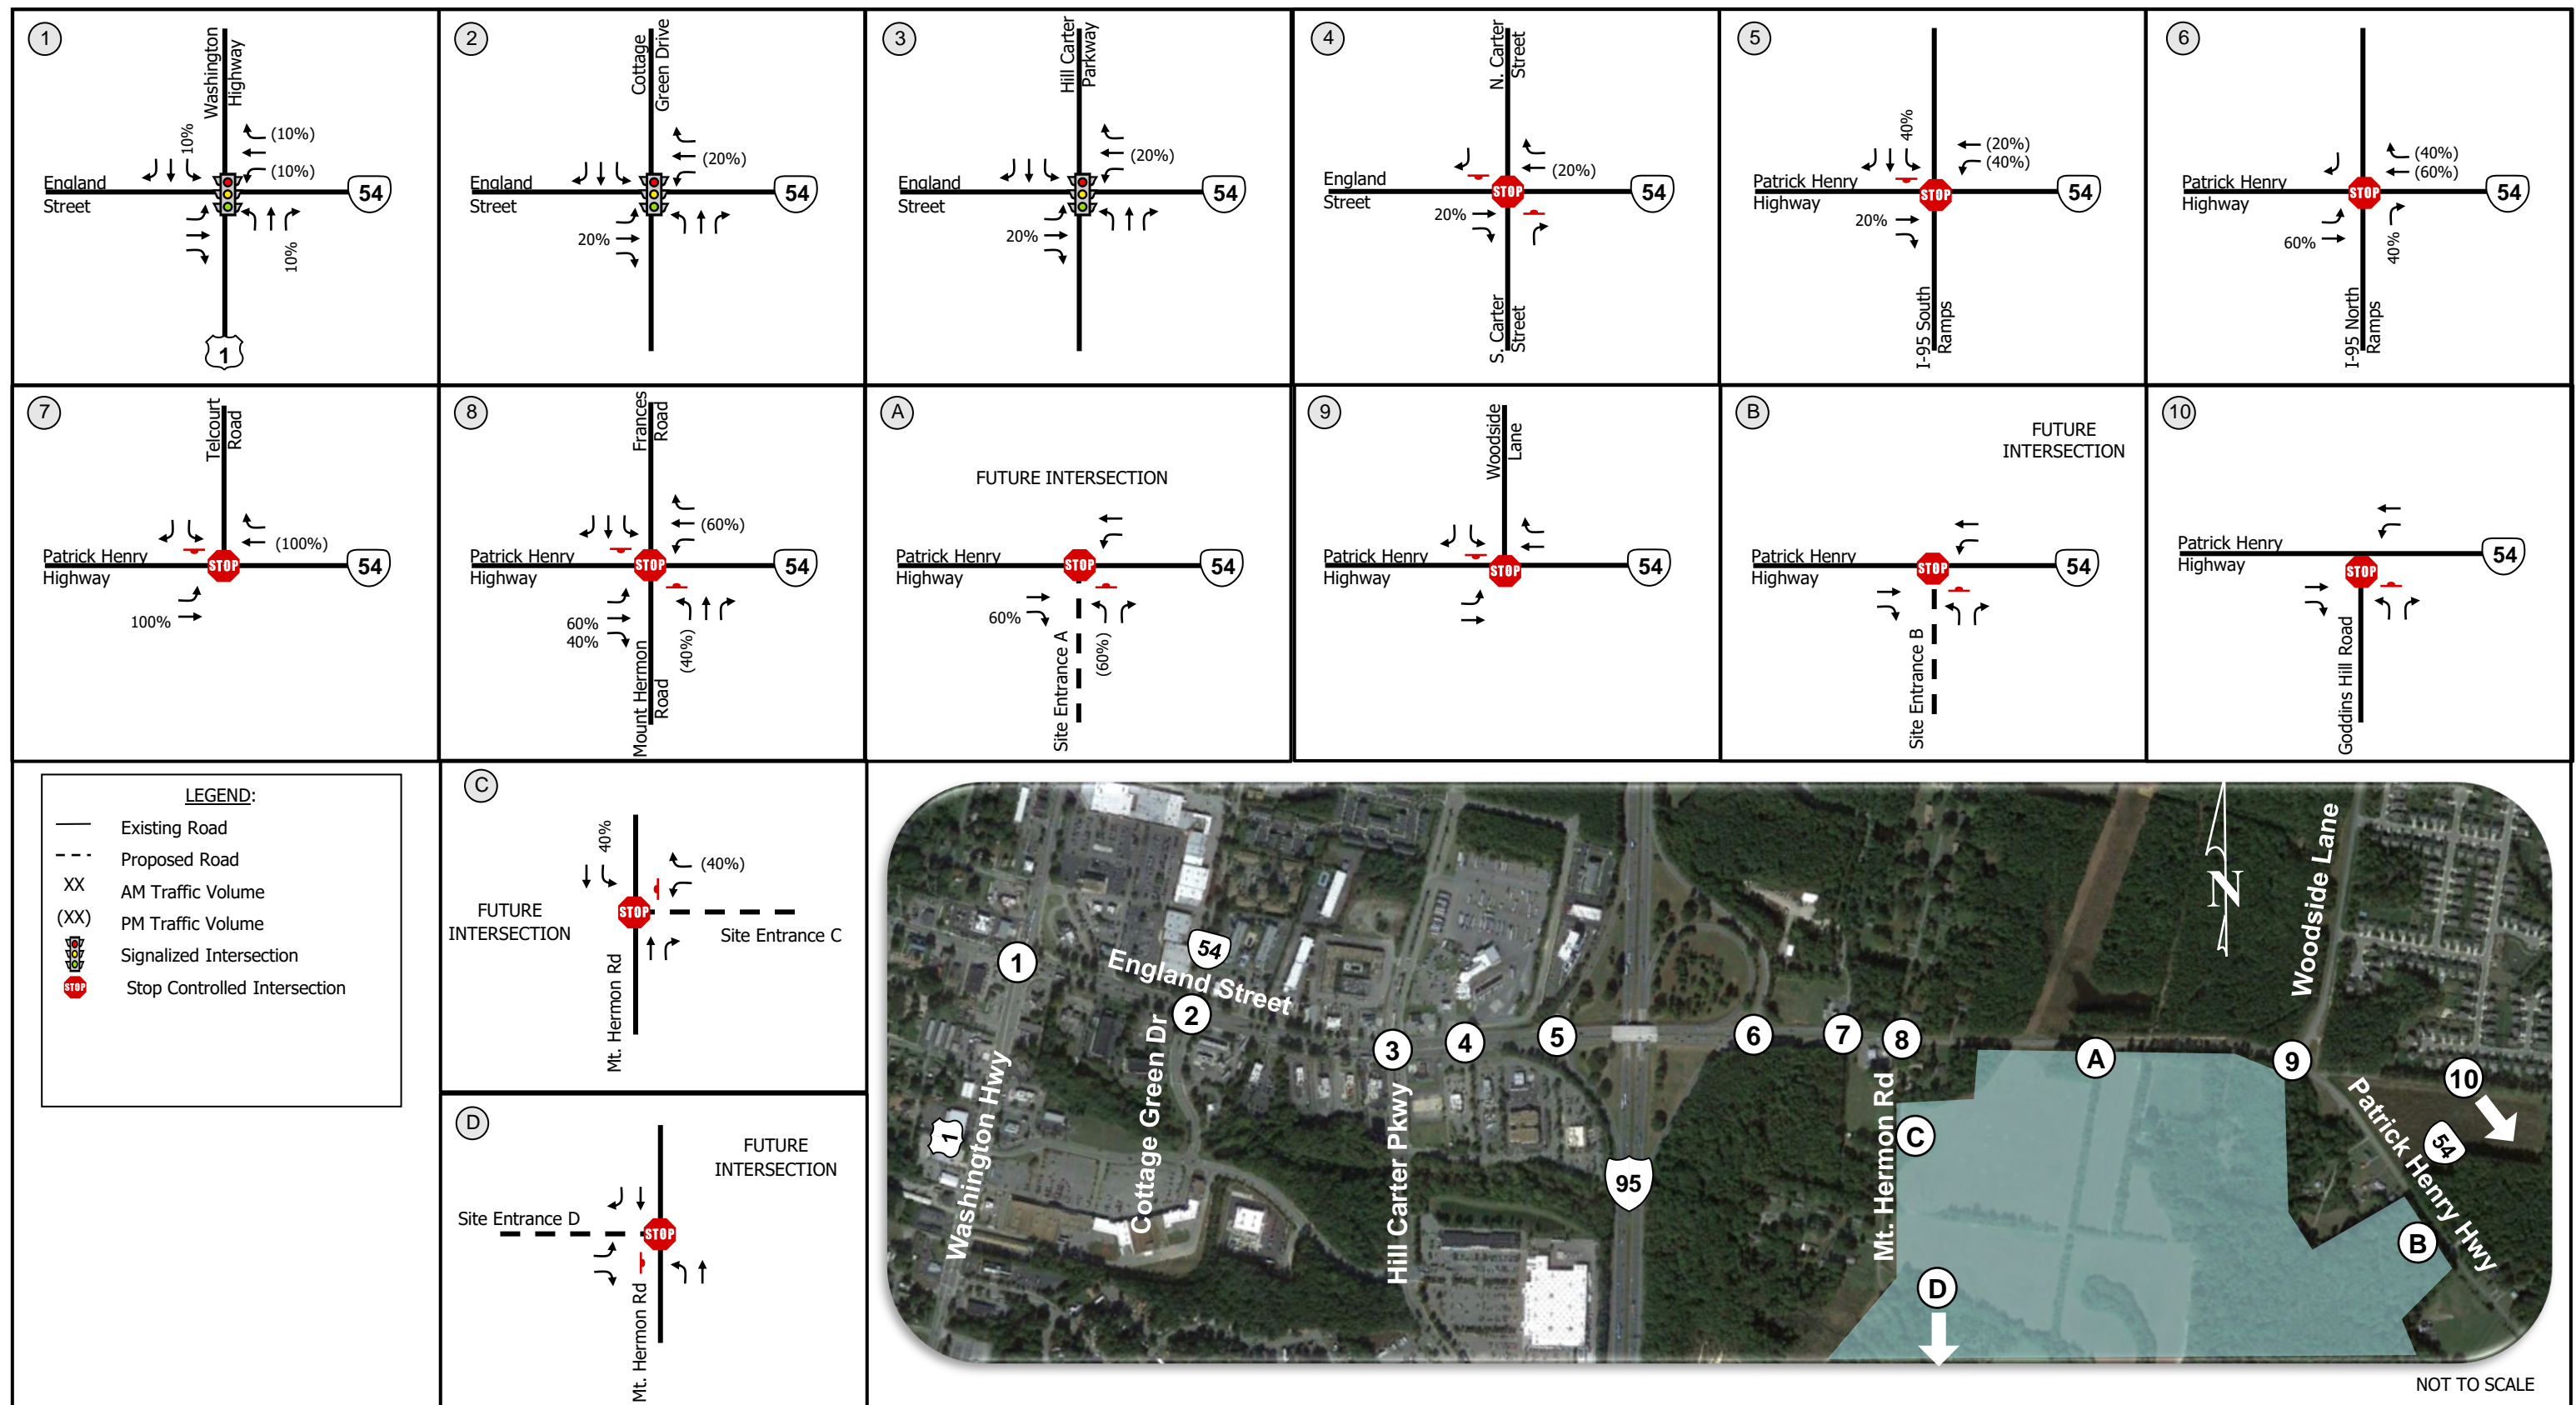 1
Washington
Highway
10%
(10%)
(10%)
England
Street
54
10%
1
2
Cottage
Green Drive
(20%)
England
Street
54
20%
3
Hill Carter
Parkway
(20%)
England
Street
54
20%
4
N. Carter
Street
(20%)
England
Street
STOP
54
20%
S. Carter
Street
5
40%
(20%)
(40%)
Patrick Henry
Highway
STOP
54
20%
I-95 South
Ramps
6
(40%)
(60%)
Patrick Henry
Highway
STOP
54
60%
40%
I-95 North
Ramps
7
Telcourt
Road
(100%)
Patrick Henry
Highway
STOP
54
100%
8
Frances
Road
(60%)
Patrick Henry
Highway
STOP
54
60%
40%
(40%)
Mount Hermon
Road
A
FUTURE INTERSECTION
Patrick Henry
Highway
STOP
54
60%
(60%)
Site Entrance A
9
Woodside
Lane
Patrick Henry
Highway
STOP
54
B
FUTURE
INTERSECTION
Patrick Henry
Highway
STOP
54
Site Entrance B
10
Patrick Henry
Highway
STOP
54
Goddins Hill Road
LEGEND:
Existing Road
Proposed Road
XX AM Traffic Volume
(XX) PM Traffic Volume
Signalized Intersection
STOP Stop Controlled Intersection
C
40%
(40%)
FUTURE
INTERSECTION
STOP
Site Entrance C
Mt. Hermon Rd
D
FUTURE
INTERSECTION
Site Entrance D
STOP
Mt. Hermon Rd
1
54
England Street
2
Cottage Green Dr
Washington Hwy
1
3
4
5
6
7
8
Hill Carter Pkwy
95
Mt. Hermon Rd
A
C
D
N
Woodside Lane
9
10
Patrick Henry Hwy
54
B
NOT TO SCALE